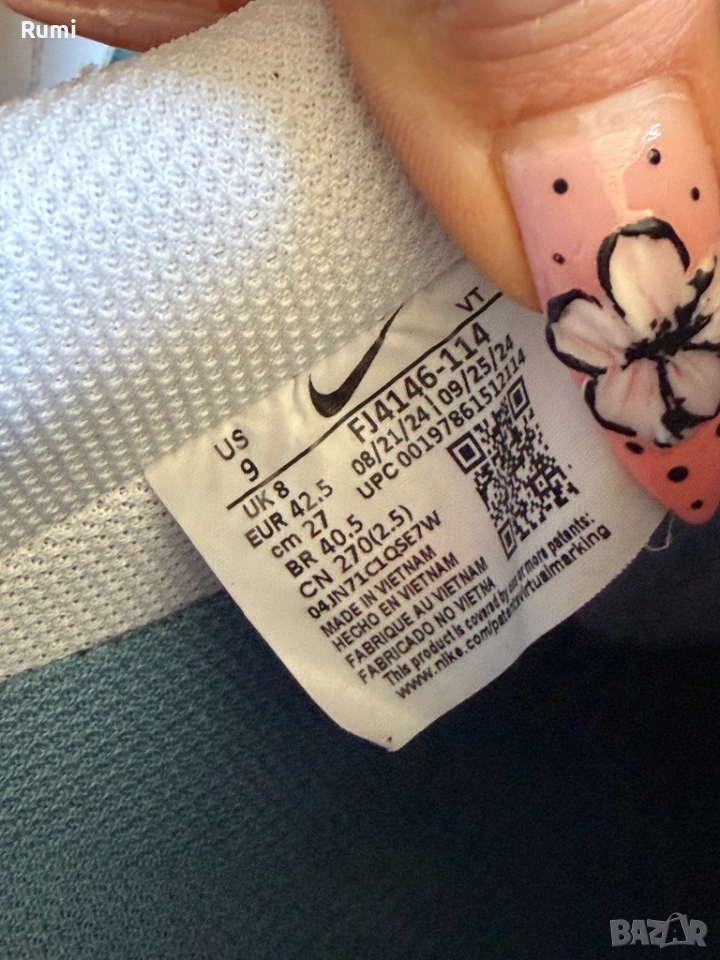 Rumi
VT
US
9
FJ4146-114
08/21/24 | 09/25/24
UPC 00197861512114
UK 8
EUR 42.5
cm 27
BR 40.5
CN 270(2.5)
04JN71C1QSE7W
MADE IN VIETNAM
HECHO EN VIETNAM
FABRIQUE AU VIETNAM
FABRICADO NO VIETNA
This product is covered by one or more patents:
www.nike.com/patentsvirtualmarking
BAZAR